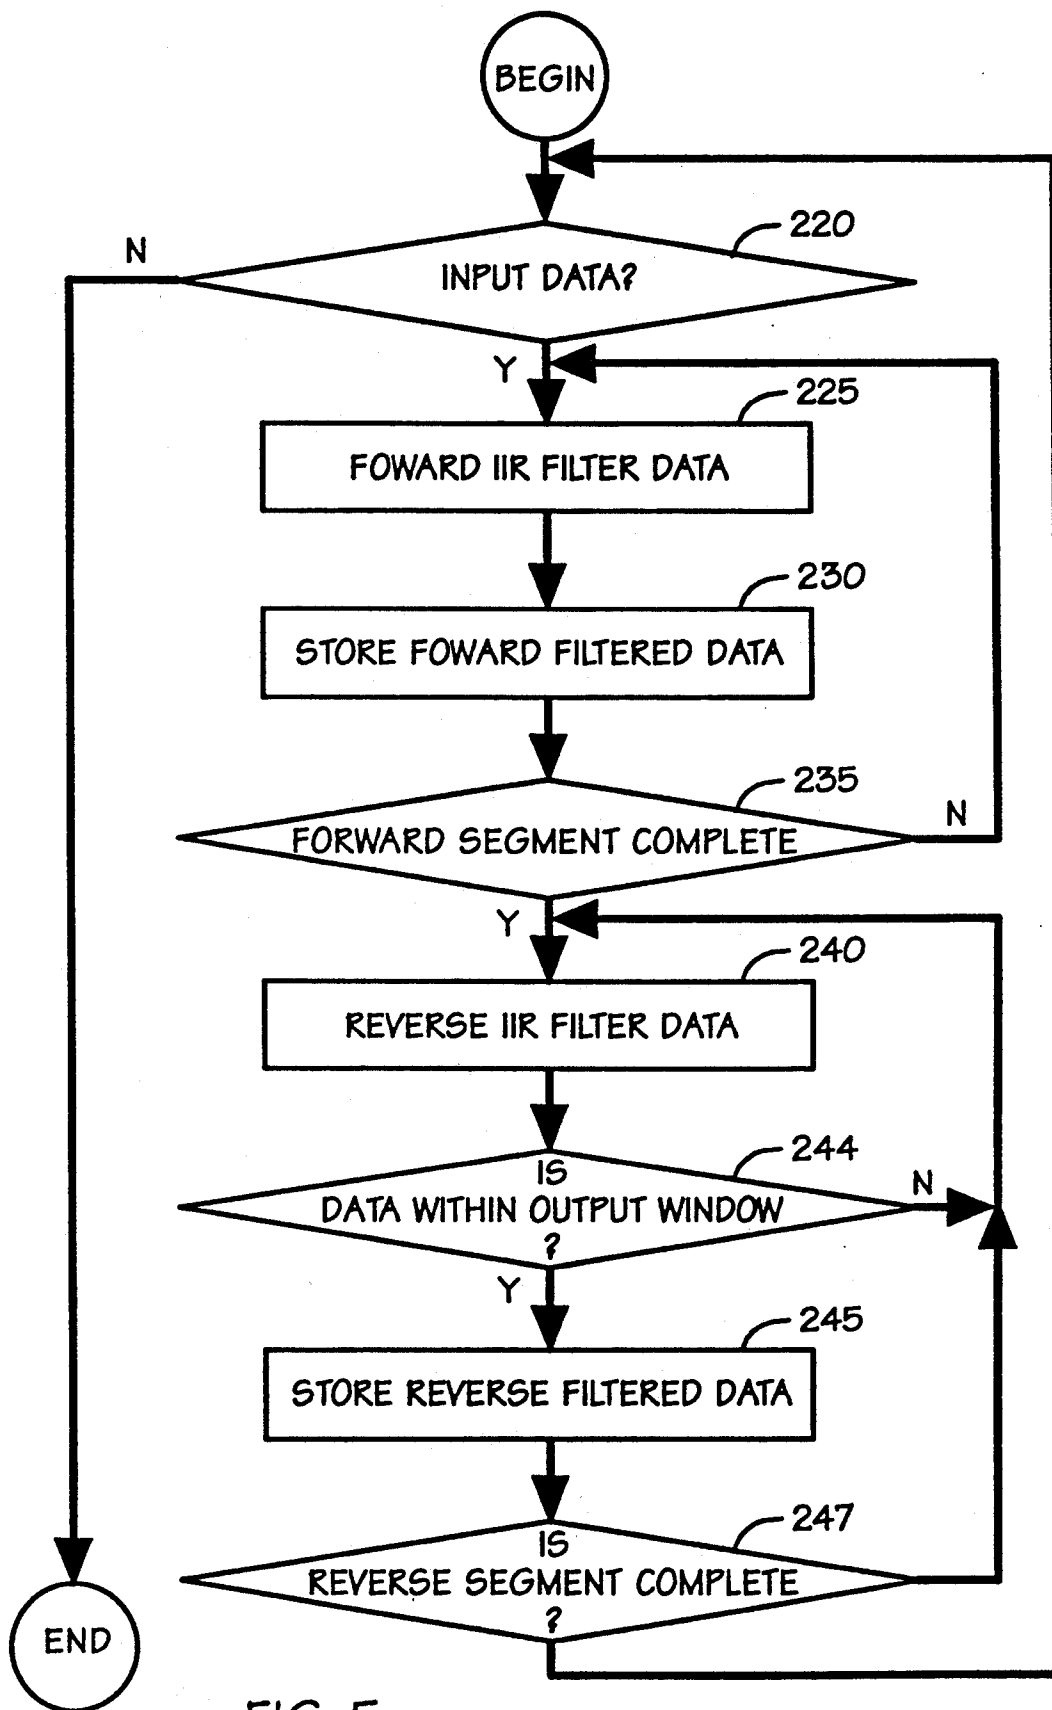 BEGIN
220
N
INPUT DATA?
Y
225
FOWARD IIR FILTER DATA
230
STORE FOWARD FILTERED DATA
235
FORWARD SEGMENT COMPLETE
N
Y
240
REVERSE IIR FILTER DATA
244
IS
DATA WITHIN OUTPUT WINDOW
?
N
Y
245
STORE REVERSE FILTERED DATA
247
IS
REVERSE SEGMENT COMPLETE
?
END